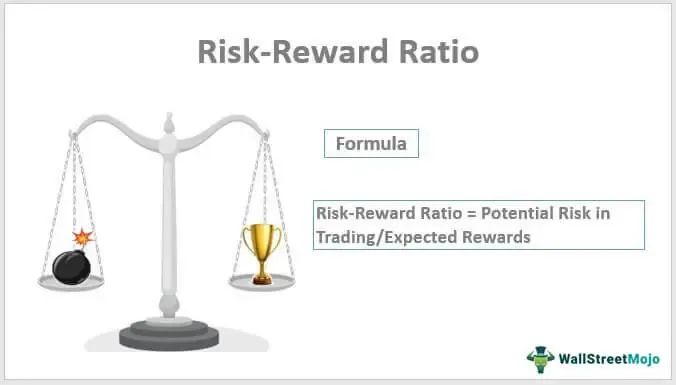 Risk-Reward Ratio
Formula
Risk-Reward Ratio = Potential Risk in
Trading/Expected Rewards
WallStreetMojo